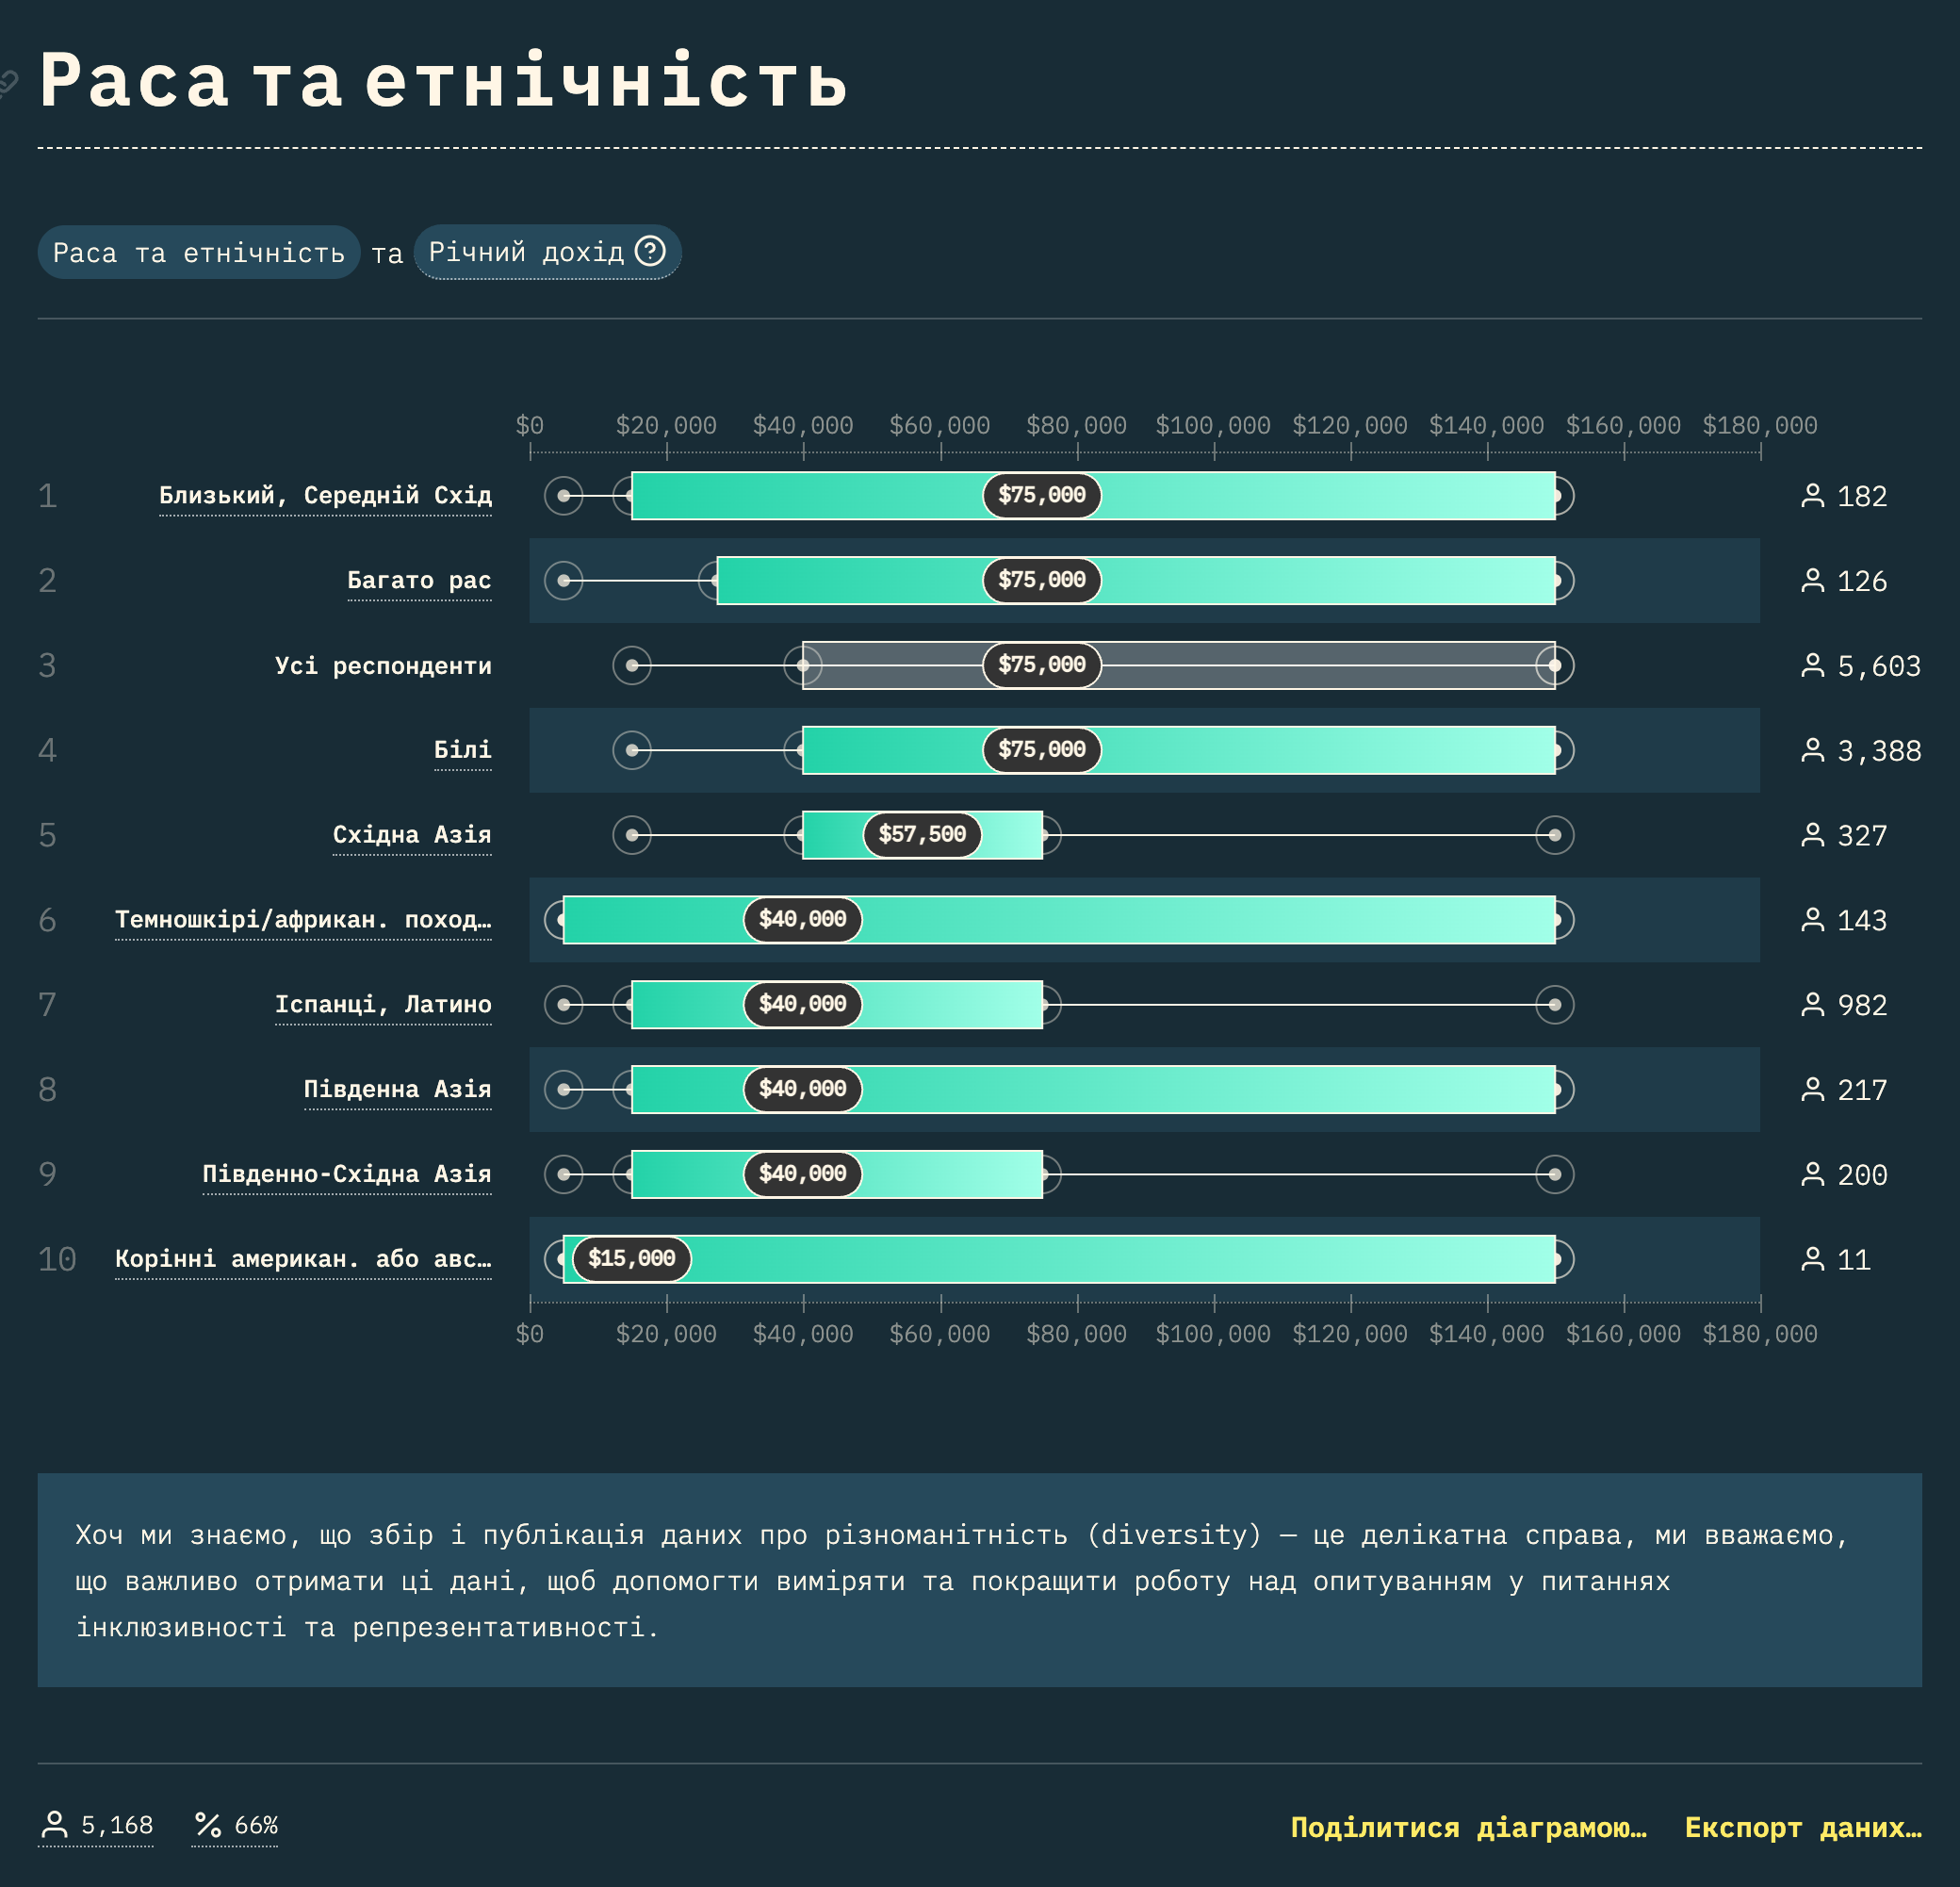 Раса та етнічність
Раса та етнічність та Річний дохід
$0 $20,000 $40,000 $60,000 $80,000 $100,000 $120,000 $140,000 $160,000 $180,000
1 Близький, Середній Схід $75,000 182
2 Багато рас $75,000 126
3 Усі респонденти $75,000 5,603
4 Білі $75,000 3,388
5 Східна Азія $57,500 327
6 Темношкірі/африкан. поход… $40,000 143
7 Іспанці, Латино $40,000 982
8 Південна Азія $40,000 217
9 Південно-Східна Азія $40,000 200
10 Корінні американ. або авс… $15,000 11
$0 $20,000 $40,000 $60,000 $80,000 $100,000 $120,000 $140,000 $160,000 $180,000
Хоч ми знаємо, що збір і публікація даних про різноманітність (diversity) — це делікатна справа, ми вважаємо,
що важливо отримати ці дані, щоб допомогти виміряти та покращити роботу над опитуванням у питаннях
інклюзивності та репрезентативності.
5,168 % 66% Поділитися діаграмою… Експорт даних…